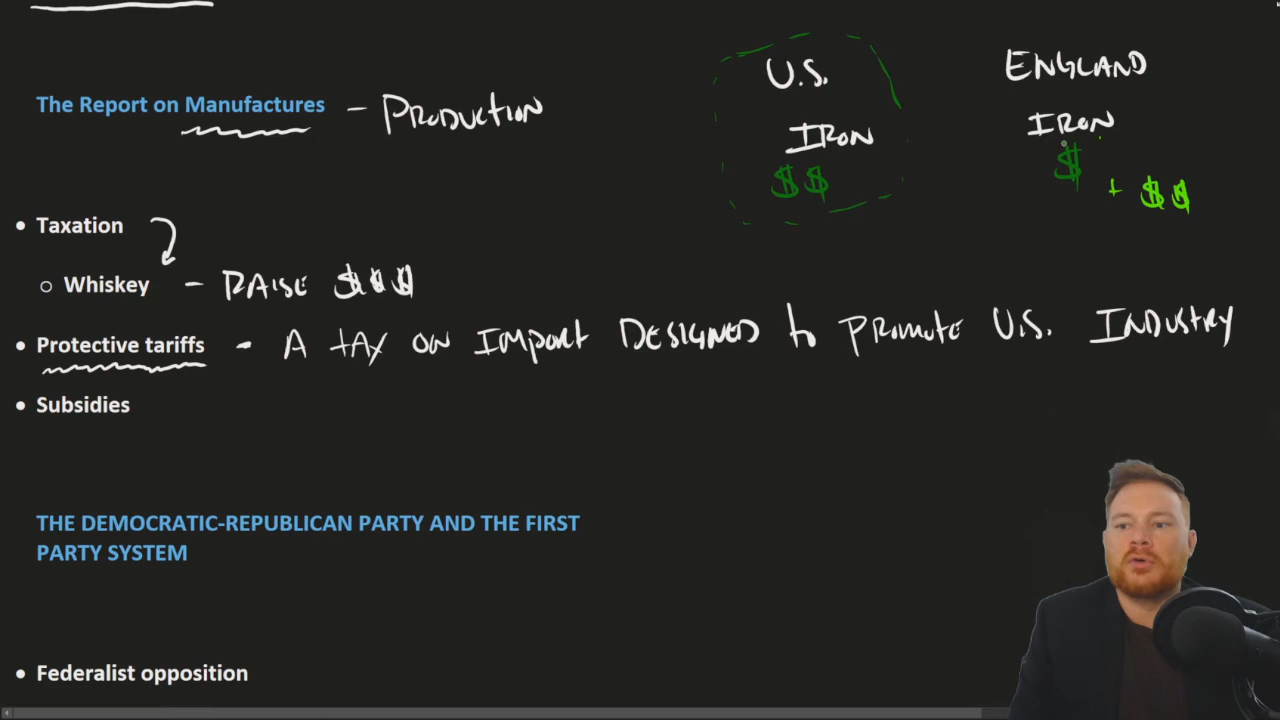 U.S.
ENGLAND
The Report on Manufactures - PRODUCTION
IRON
IRON
$$
$
+ $$
• Taxation
○ Whiskey - RAISE $$$
• Protective tariffs - A tAx ON IMPORT DESIGNED to PROMOTE U.S. INDUSTRY
• Subsidies
THE DEMOCRATIC-REPUBLICAN PARTY AND THE FIRST
PARTY SYSTEM
• Federalist opposition